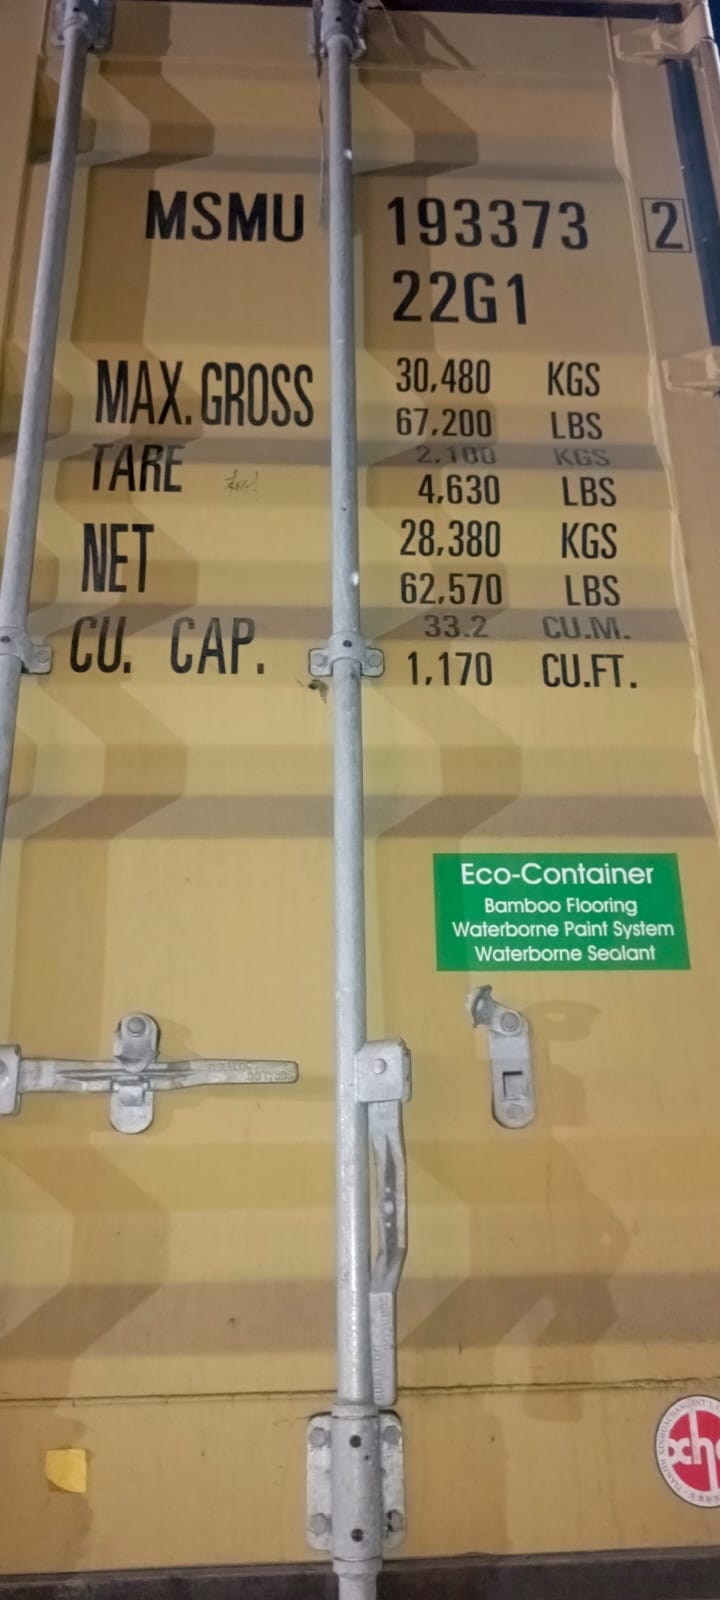 MSMU 193373 2
22G1
MAX. GROSS 30,480 KGS
67,200 LBS
TARE 2,100 KGS
4,630 LBS
NET 28,380 KGS
62,570 LBS
CU. CAP. 33.2 CU.M.
1,170 CU.FT.
Eco-Container
Bamboo Flooring
Waterborne Paint System
Waterborne Sealant